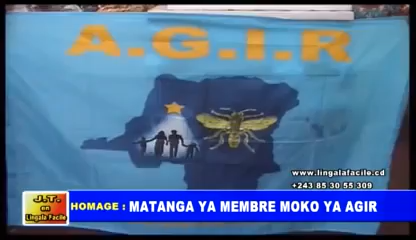 A.G.I.R
www.lingalafacile.cd
+243 85 30 55 309
J.T.
en
Lingala Facile
HOMAGE : MATANGA YA MEMBRE MOKO YA AGIR